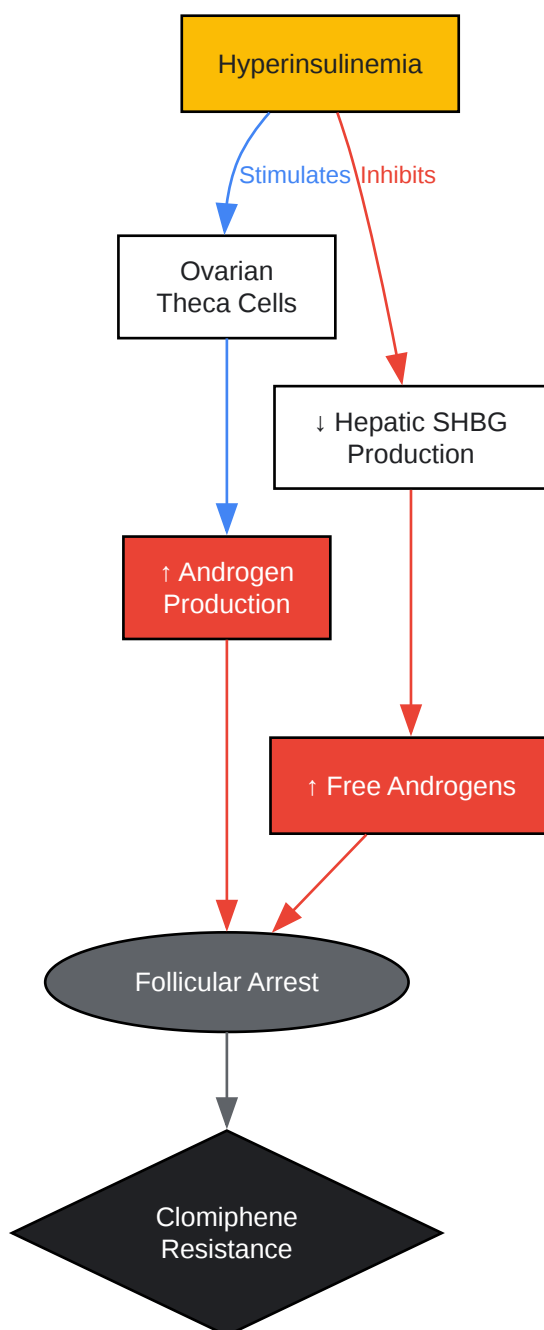 Hyperinsulinemia
Stimulates
Inhibits
Ovarian
Theca Cells
↓ Hepatic SHBG
Production
↑ Androgen
Production
↑ Free Androgens
Follicular Arrest
Clomiphene
Resistance